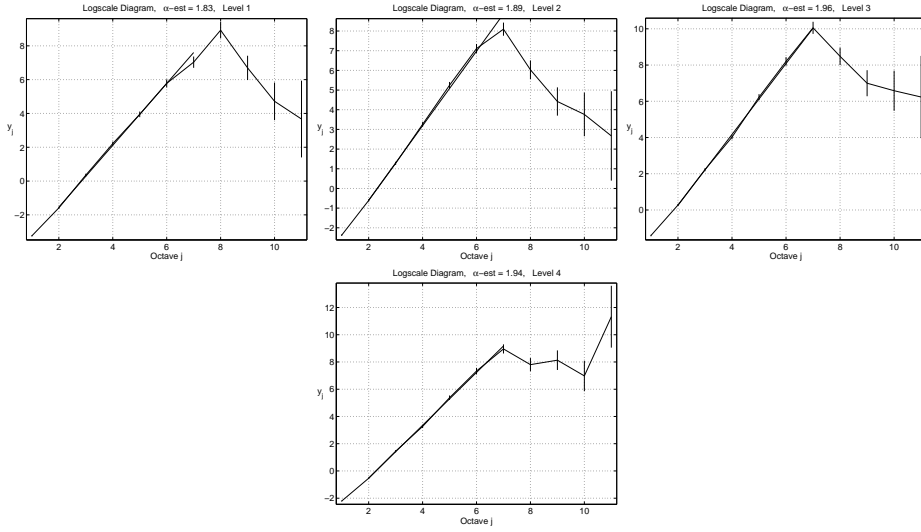 Logscale Diagram, α−est = 1.83, Level 1
8
6
4
2
0
−2
y_j
2 4 6 8 10
Octave j
Logscale Diagram, α−est = 1.89, Level 2
8
7
6
5
4
3
2
1
0
−1
−2
y_j
2 4 6 8 10
Octave j
Logscale Diagram, α−est = 1.96, Level 3
10
8
6
4
2
0
y_j
2 4 6 8 10
Octave j
Logscale Diagram, α−est = 1.94, Level 4
12
10
8
6
4
2
0
−2
y_j
2 4 6 8 10
Octave j